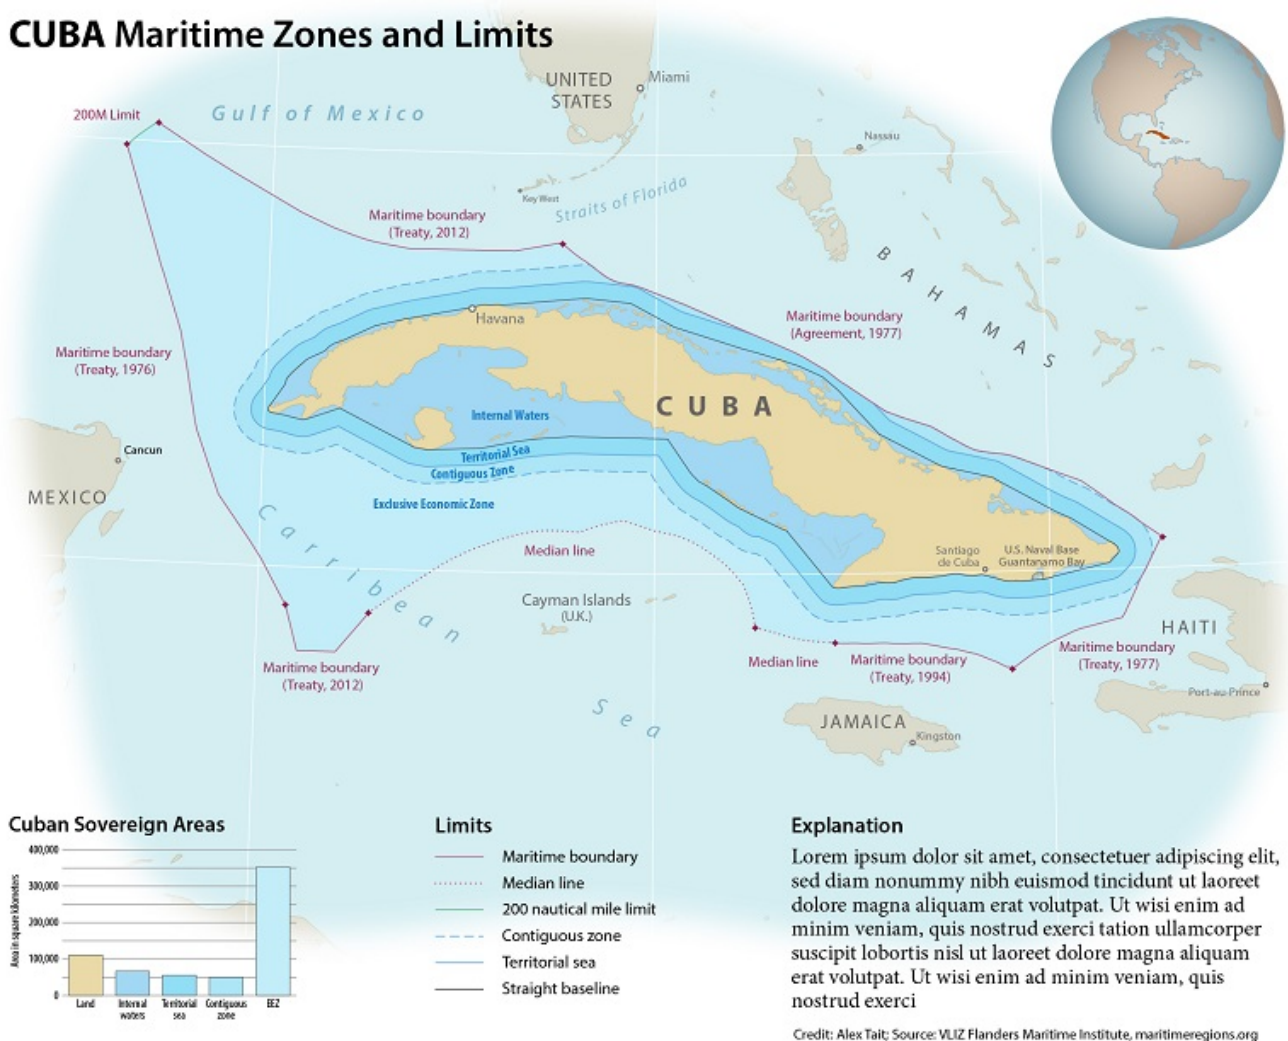 CUBA Maritime Zones and Limits
200M Limit
Gulf of Mexico
UNITED
STATES
Miami
Nassau
Key West
Straits of Florida
Maritime boundary
(Treaty, 2012)
BAHAMAS
Maritime boundary
(Agreement, 1977)
Havana
Maritime boundary
(Treaty, 1976)
CUBA
Internal Waters
Territorial Sea
Contiguous Zone
Exclusive Economic Zone
Cancun
MEXICO
Carribean
Sea
Median line
Santiago
de Cuba
U.S. Naval Base
Guantanamo Bay
Cayman Islands
(U.K.)
HAITI
Maritime boundary
(Treaty, 2012)
Median line
Maritime boundary
(Treaty, 1994)
Maritime boundary
(Treaty, 1977)
Port-au-Prince
JAMAICA
Kingston
Cuban Sovereign Areas
400,000
300,000
200,000
100,000
0
Area in square kilometers
Land
Internal
waters
Territorial
sea
Contiguous
zone
EEZ
Limits
Maritime boundary
Median line
200 nautical mile limit
Contiguous zone
Territorial sea
Straight baseline
Explanation
Lorem ipsum dolor sit amet, consectetuer adipiscing elit,
sed diam nonummy nibh euismod tincidunt ut laoreet
dolore magna aliquam erat volutpat. Ut wisi enim ad
minim veniam, quis nostrud exerci tation ullamcorper
suscipit lobortis nisl ut laoreet dolore magna aliquam
erat volutpat. Ut wisi enim ad minim veniam, quis
nostrud exerci
Credit: Alex Tait; Source: VLIZ Flanders Maritime Institute, maritimeregions.org